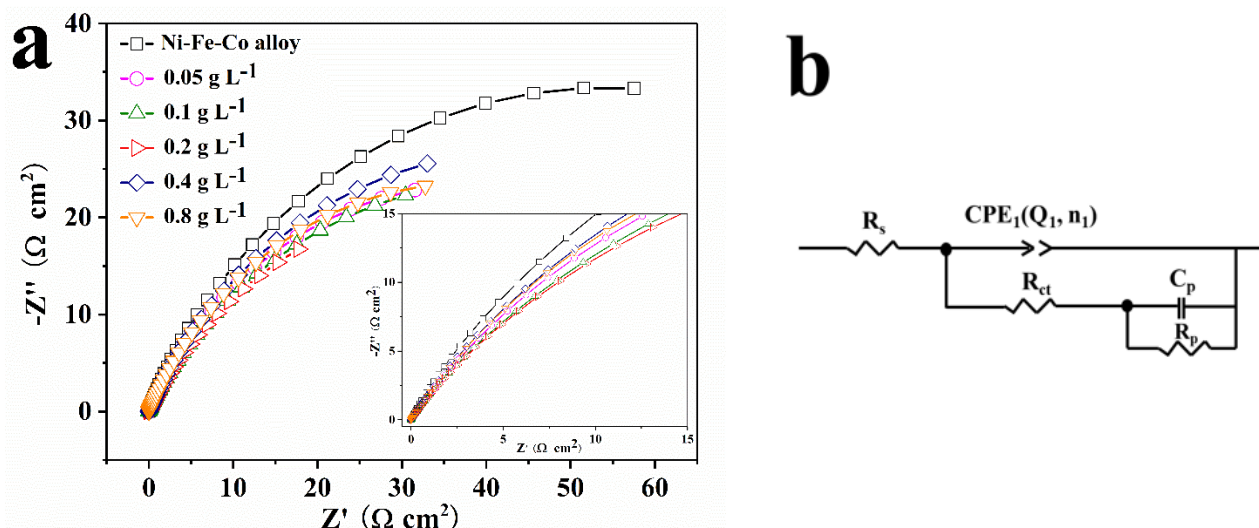 a
40
30
20
10
0
-Z'' (Ω cm²)
Ni-Fe-Co alloy
0.05 g L⁻¹
0.1 g L⁻¹
0.2 g L⁻¹
0.4 g L⁻¹
0.8 g L⁻¹
15
10
5
0
-Z'' (Ω cm²)
0 5 10 15
Z' (Ω cm²)
0 10 20 30 40 50 60
Z' (Ω cm²)
b
Rₛ
CPE₁(Q₁, n₁)
R_ct
Cₚ
Rₚ